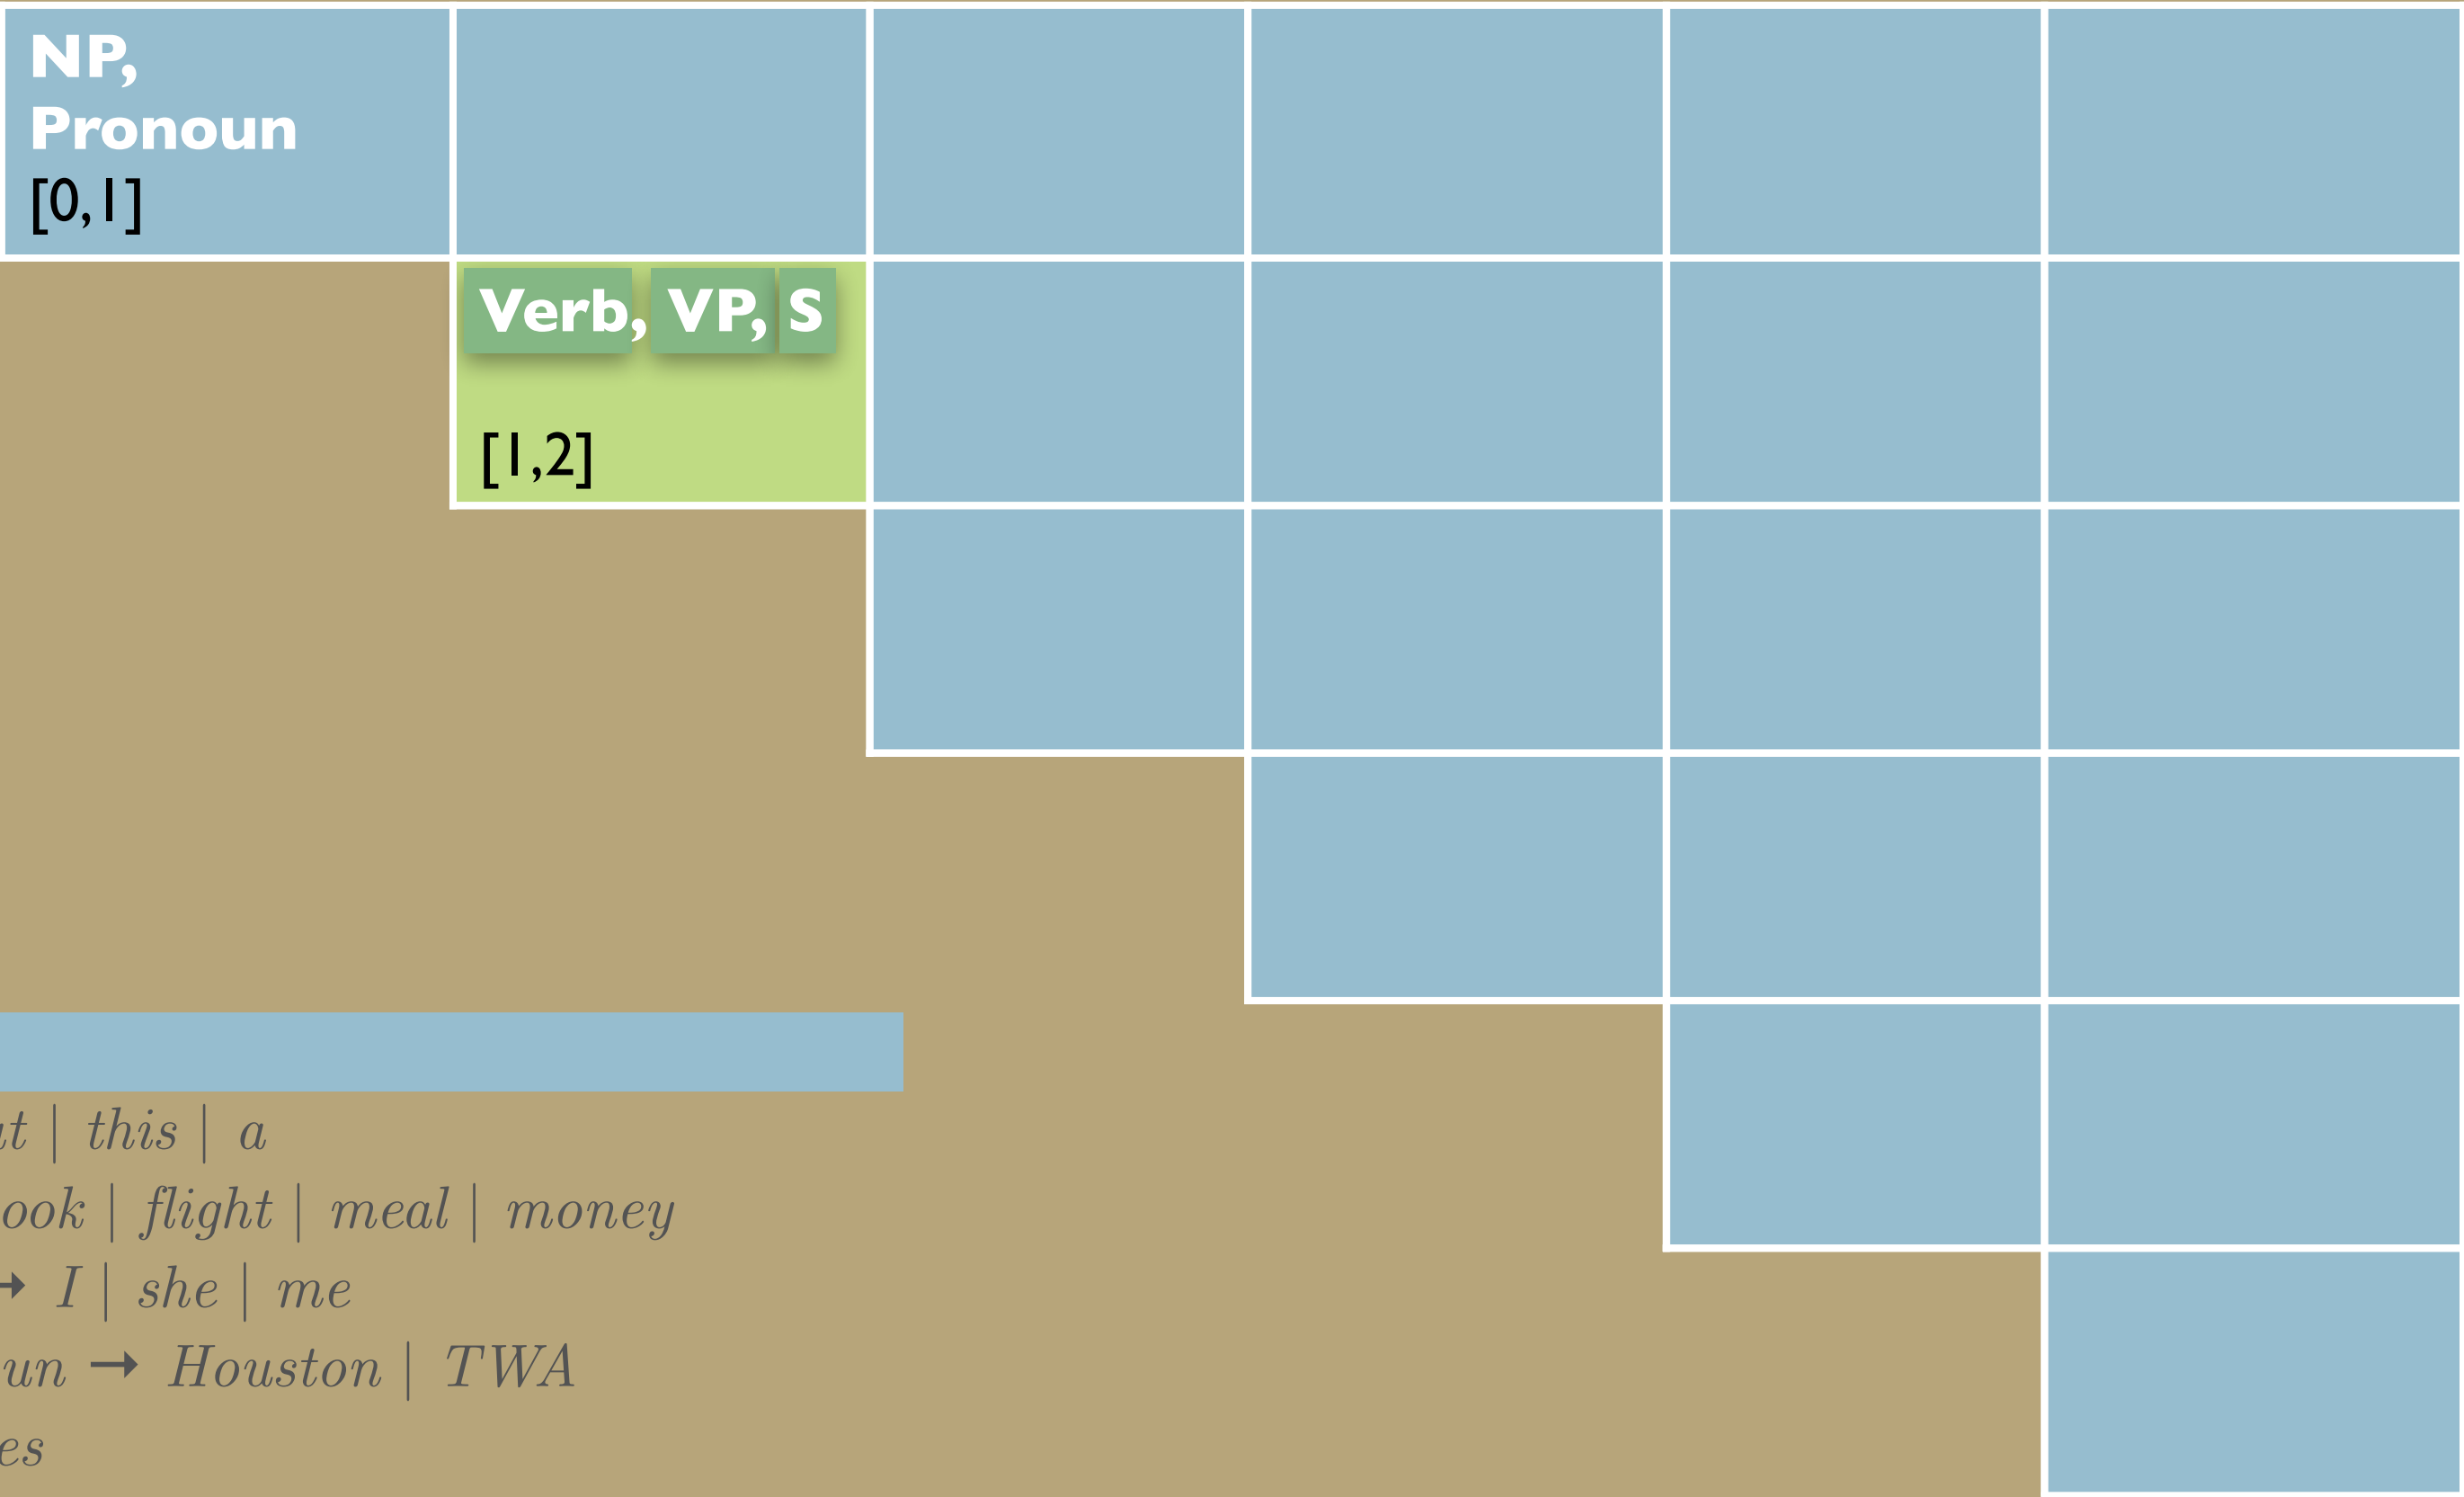 NP,
Pronoun
[0,1]
Verb, VP, S
[1,2]
| this | a
| flight | meal | money
→ I | she | me
→ Houston | TWA